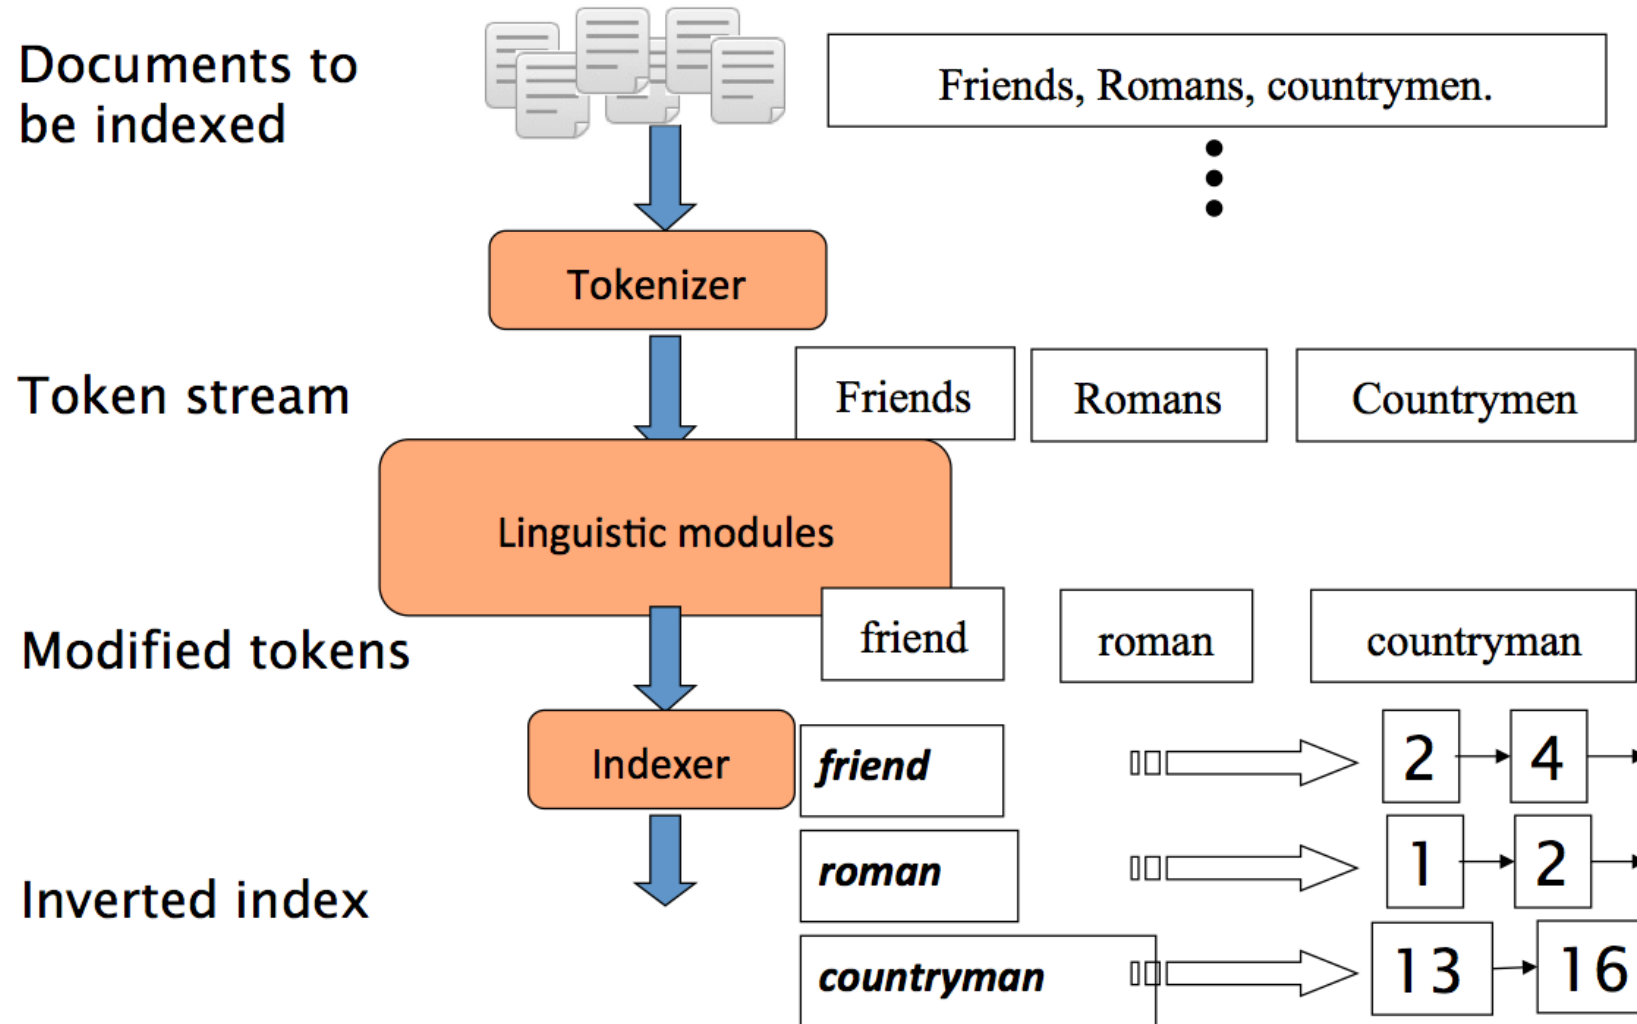 Documents to
be indexed
Friends, Romans, countrymen.
Tokenizer
Token stream
Friends
Romans
Countrymen
Linguistic modules
Modified tokens
friend
roman
countryman
Indexer
friend
2
4
roman
1
2
Inverted index
countryman
13
16